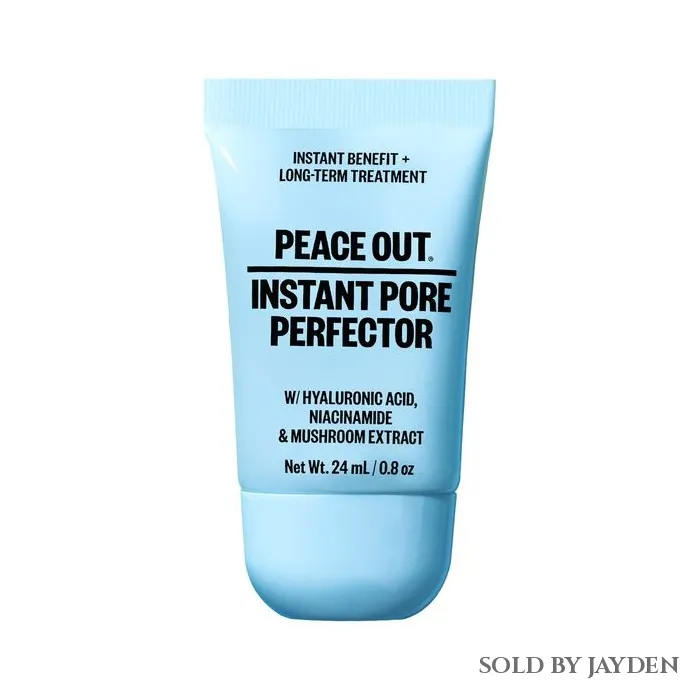 INSTANT BENEFIT +
LONG-TERM TREATMENT
PEACE OUT®
INSTANT PORE
PERFECTOR
W/ HYALURONIC ACID,
NIACINAMIDE
& MUSHROOM EXTRACT
Net Wt. 24 mL / 0.8 oz
SOLD BY JAYDEN